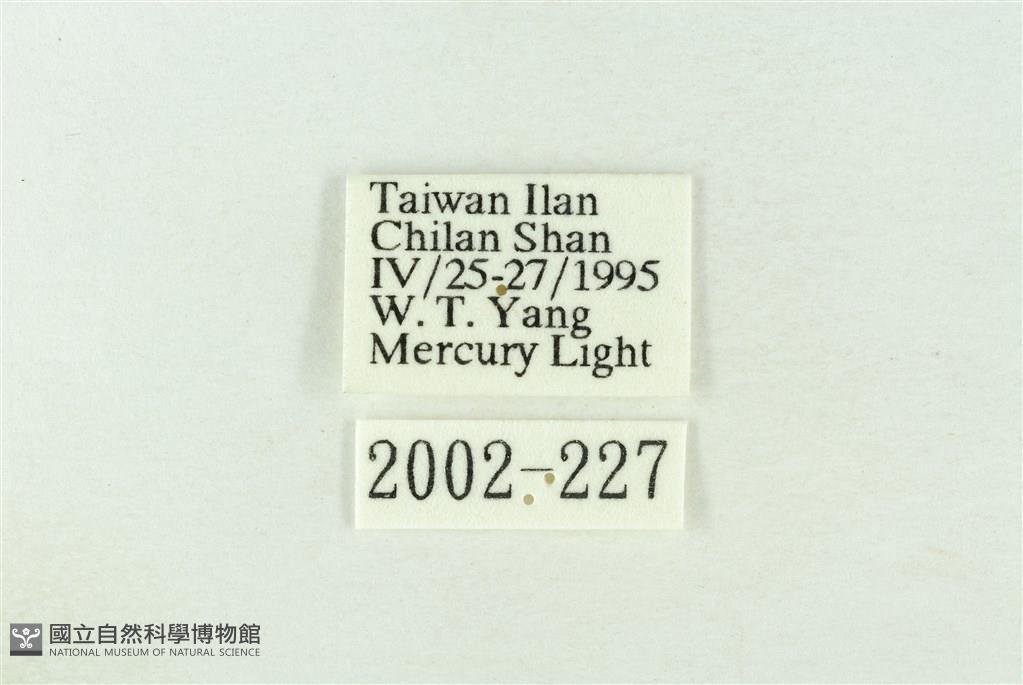 Taiwan Ilan
Chilan Shan
IV/25-27/1995
W. T. Yang
Mercury Light
2002-227
國立自然科學博物館
NATIONAL MUSEUM OF NATURAL SCIENCE